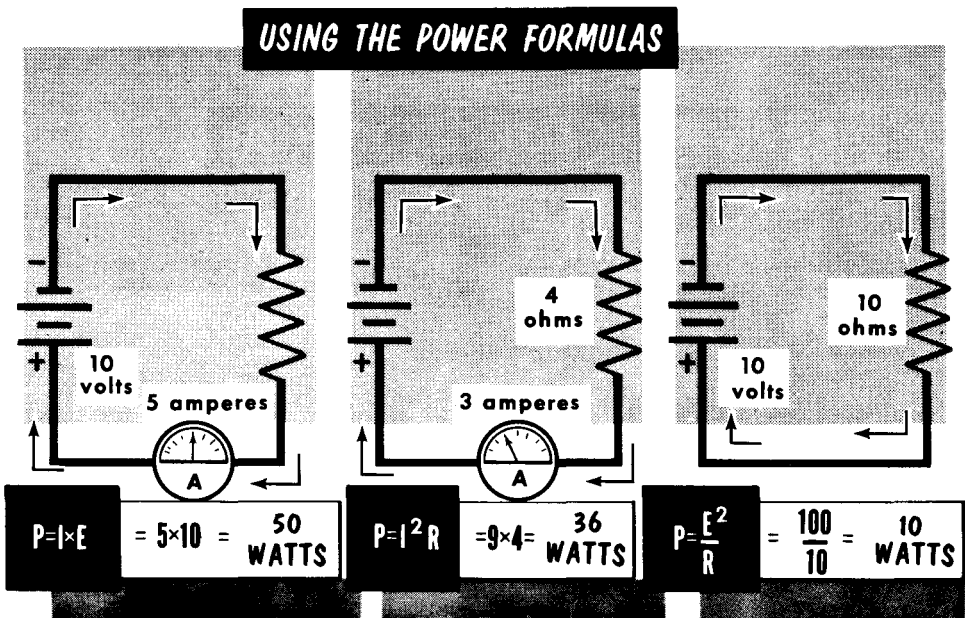 USING THE POWER FORMULAS
-
+
10
volts
5 amperes
A
P=I×E = 5×10 = 50 WATTS
-
+
4
ohms
3 amperes
A
P=I² R =9×4= 36 WATTS
-
+
10
ohms
10
volts
P=E²/R = 100/10 = 10 WATTS